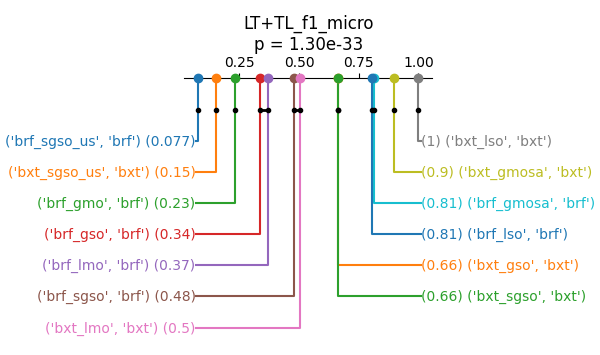 LT+TL_f1_micro
p = 1.30e-33
0.25 0.50 0.75 1.00
('brf_sgso_us', 'brf') (0.077)
(1) ('bxt_lso', 'bxt')
('bxt_sgso_us', 'bxt') (0.15)
(0.9) ('bxt_gmosa', 'bxt')
('brf_gmo', 'brf') (0.23)
(0.81) ('brf_gmosa', 'brf')
('brf_gso', 'brf') (0.34)
(0.81) ('brf_lso', 'brf')
('brf_lmo', 'brf') (0.37)
(0.66) ('bxt_gso', 'bxt')
('brf_sgso', 'brf') (0.48)
(0.66) ('bxt_sgso', 'bxt')
('bxt_lmo', 'bxt') (0.5)